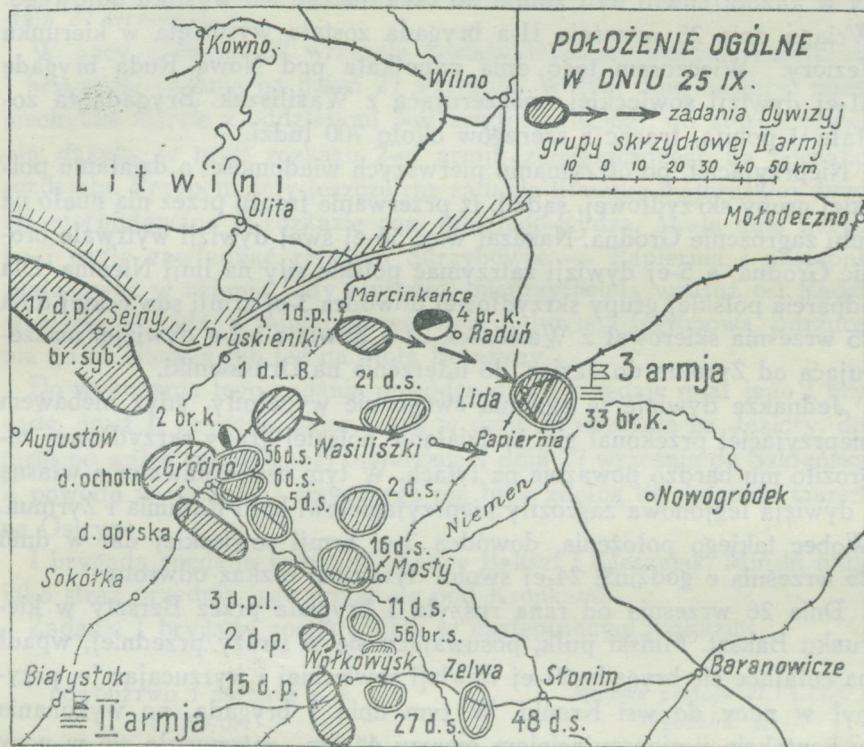 POŁOŻENIE OGÓLNE
W DNIU 25 IX.
zadania dywizyj
grupy skrzydłowej II armji
10 0 10 20 30 40 50 km
Kowno
Wilno
Litwini
Olita
Mołodeczno
Marcinkańce
1 d.p.l.
4 br.k.
17 d.p.
Sejny
Raduń
Druskieniki
br. syb.
1 d.L.B.
21 d.s.
3 armja
Lida
33 br.k.
2 br.k.
Augustów
Wasiliszki
Papiernia
Grodno
56 d.s.
d. ochotn.
6 d.s.
2 d.s.
5 d.s.
Niemen
Nowogródek
d. górska
16 d.s.
Sokółka
Mosty
3 d.p.l.
11 d.s.
2 d.p.
56 br.s.
Wołkowysk
Zelwa
Baranowicze
Białystok
15 d.p.
Słonim
II armja
27 d.s.
48 d.s.